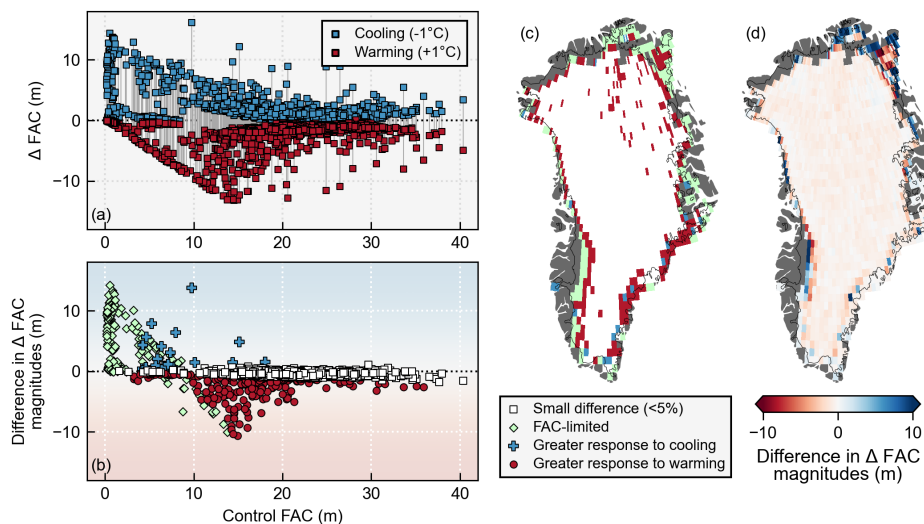 Cooling (-1°C)
Warming (+1°C)
Δ FAC (m)
10
0
−10
(a)
0
10
20
30
40
Difference in Δ FAC
magnitudes (m)
10
0
−10
(b)
0
10
20
30
40
Control FAC (m)
(c)
(d)
Small difference (<5%)
FAC-limited
Greater response to cooling
Greater response to warming
−10
0
10
Difference in Δ FAC
magnitudes (m)